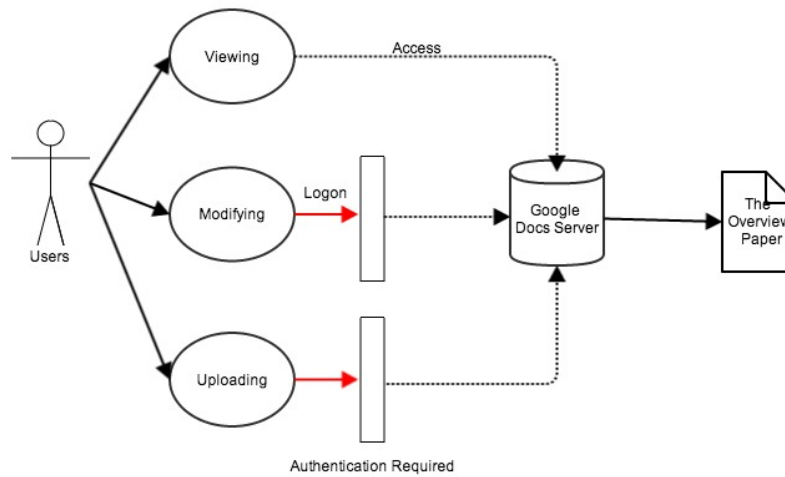 Viewing
Access
Logon
Modifying
Users
Google
Docs Server
The
Overview
Paper
Uploading
Authentication Required